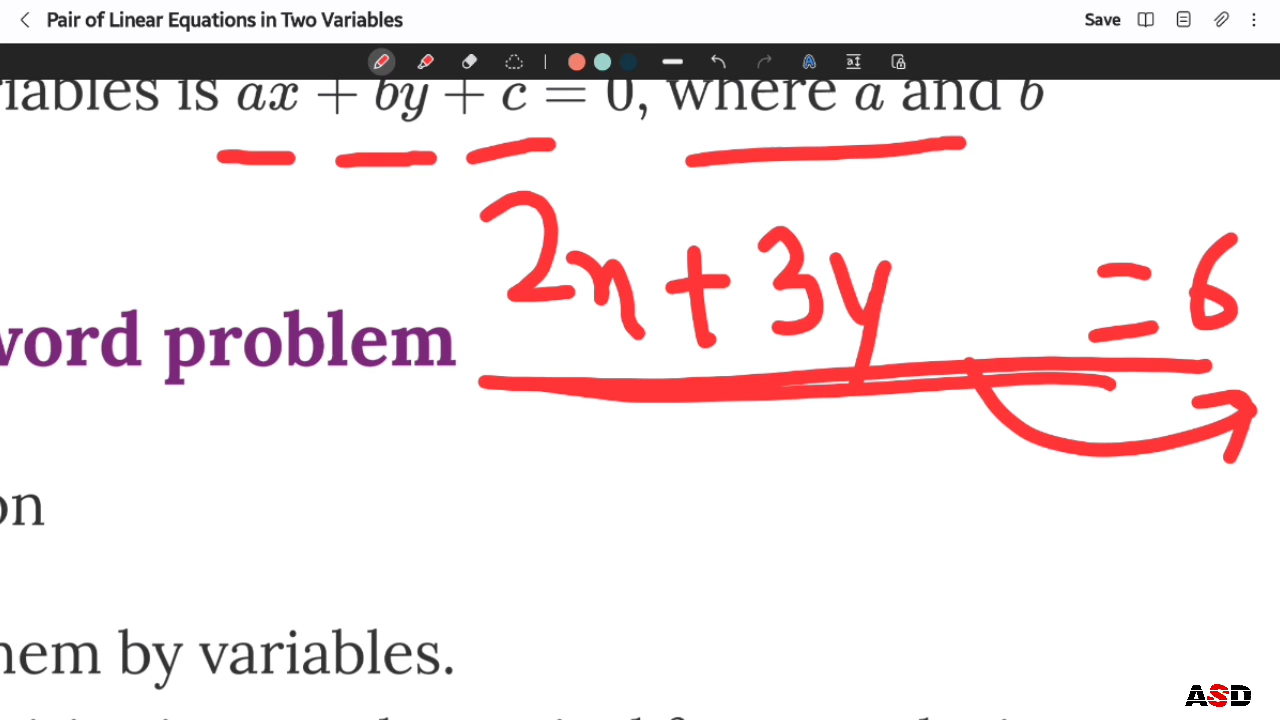 Pair of Linear Equations in Two Variables Save
iables is ax + by + c = 0, where a and b
2x + 3y = 6
word problem
on
hem by variables.
ASD